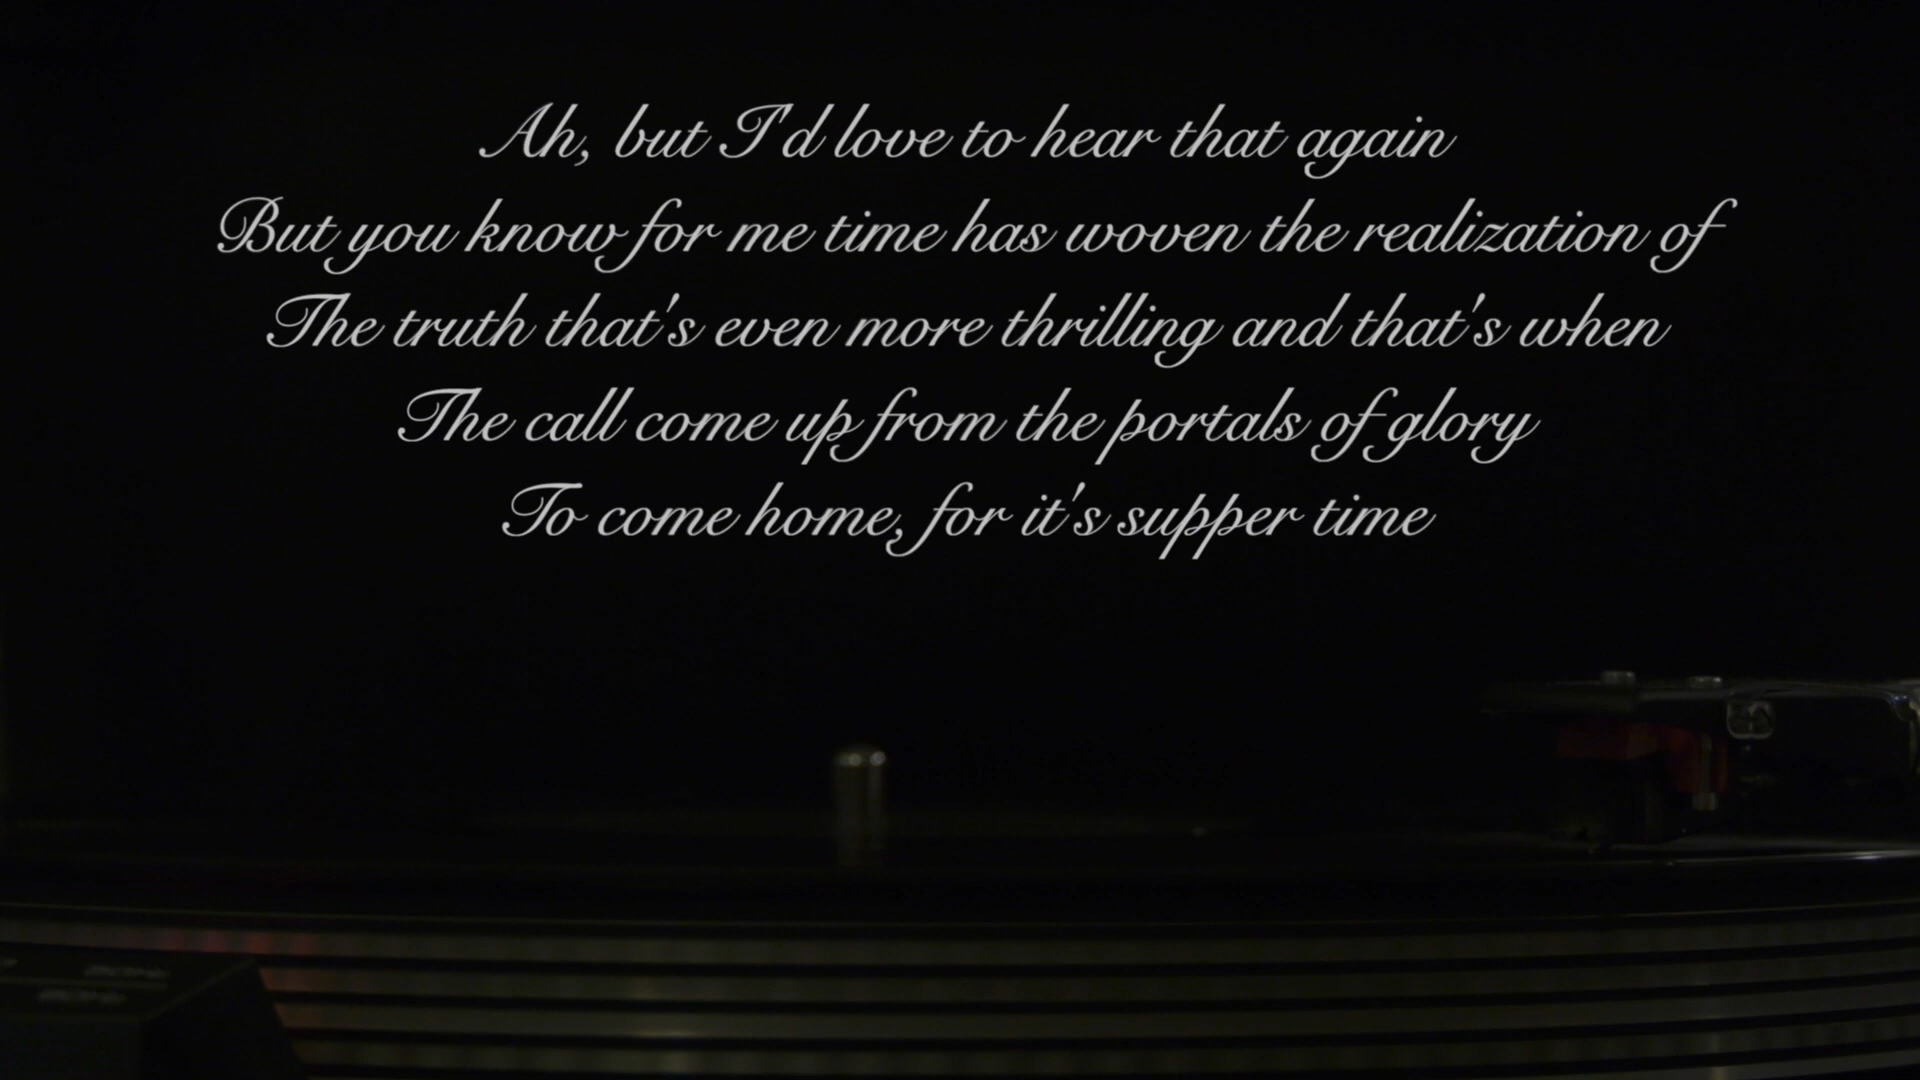 Ah, but I'd love to hear that again
But you know for me time has woven the realization of
The truth that's even more thrilling and that's when
The call come up from the portals of glory
To come home, for it's supper time